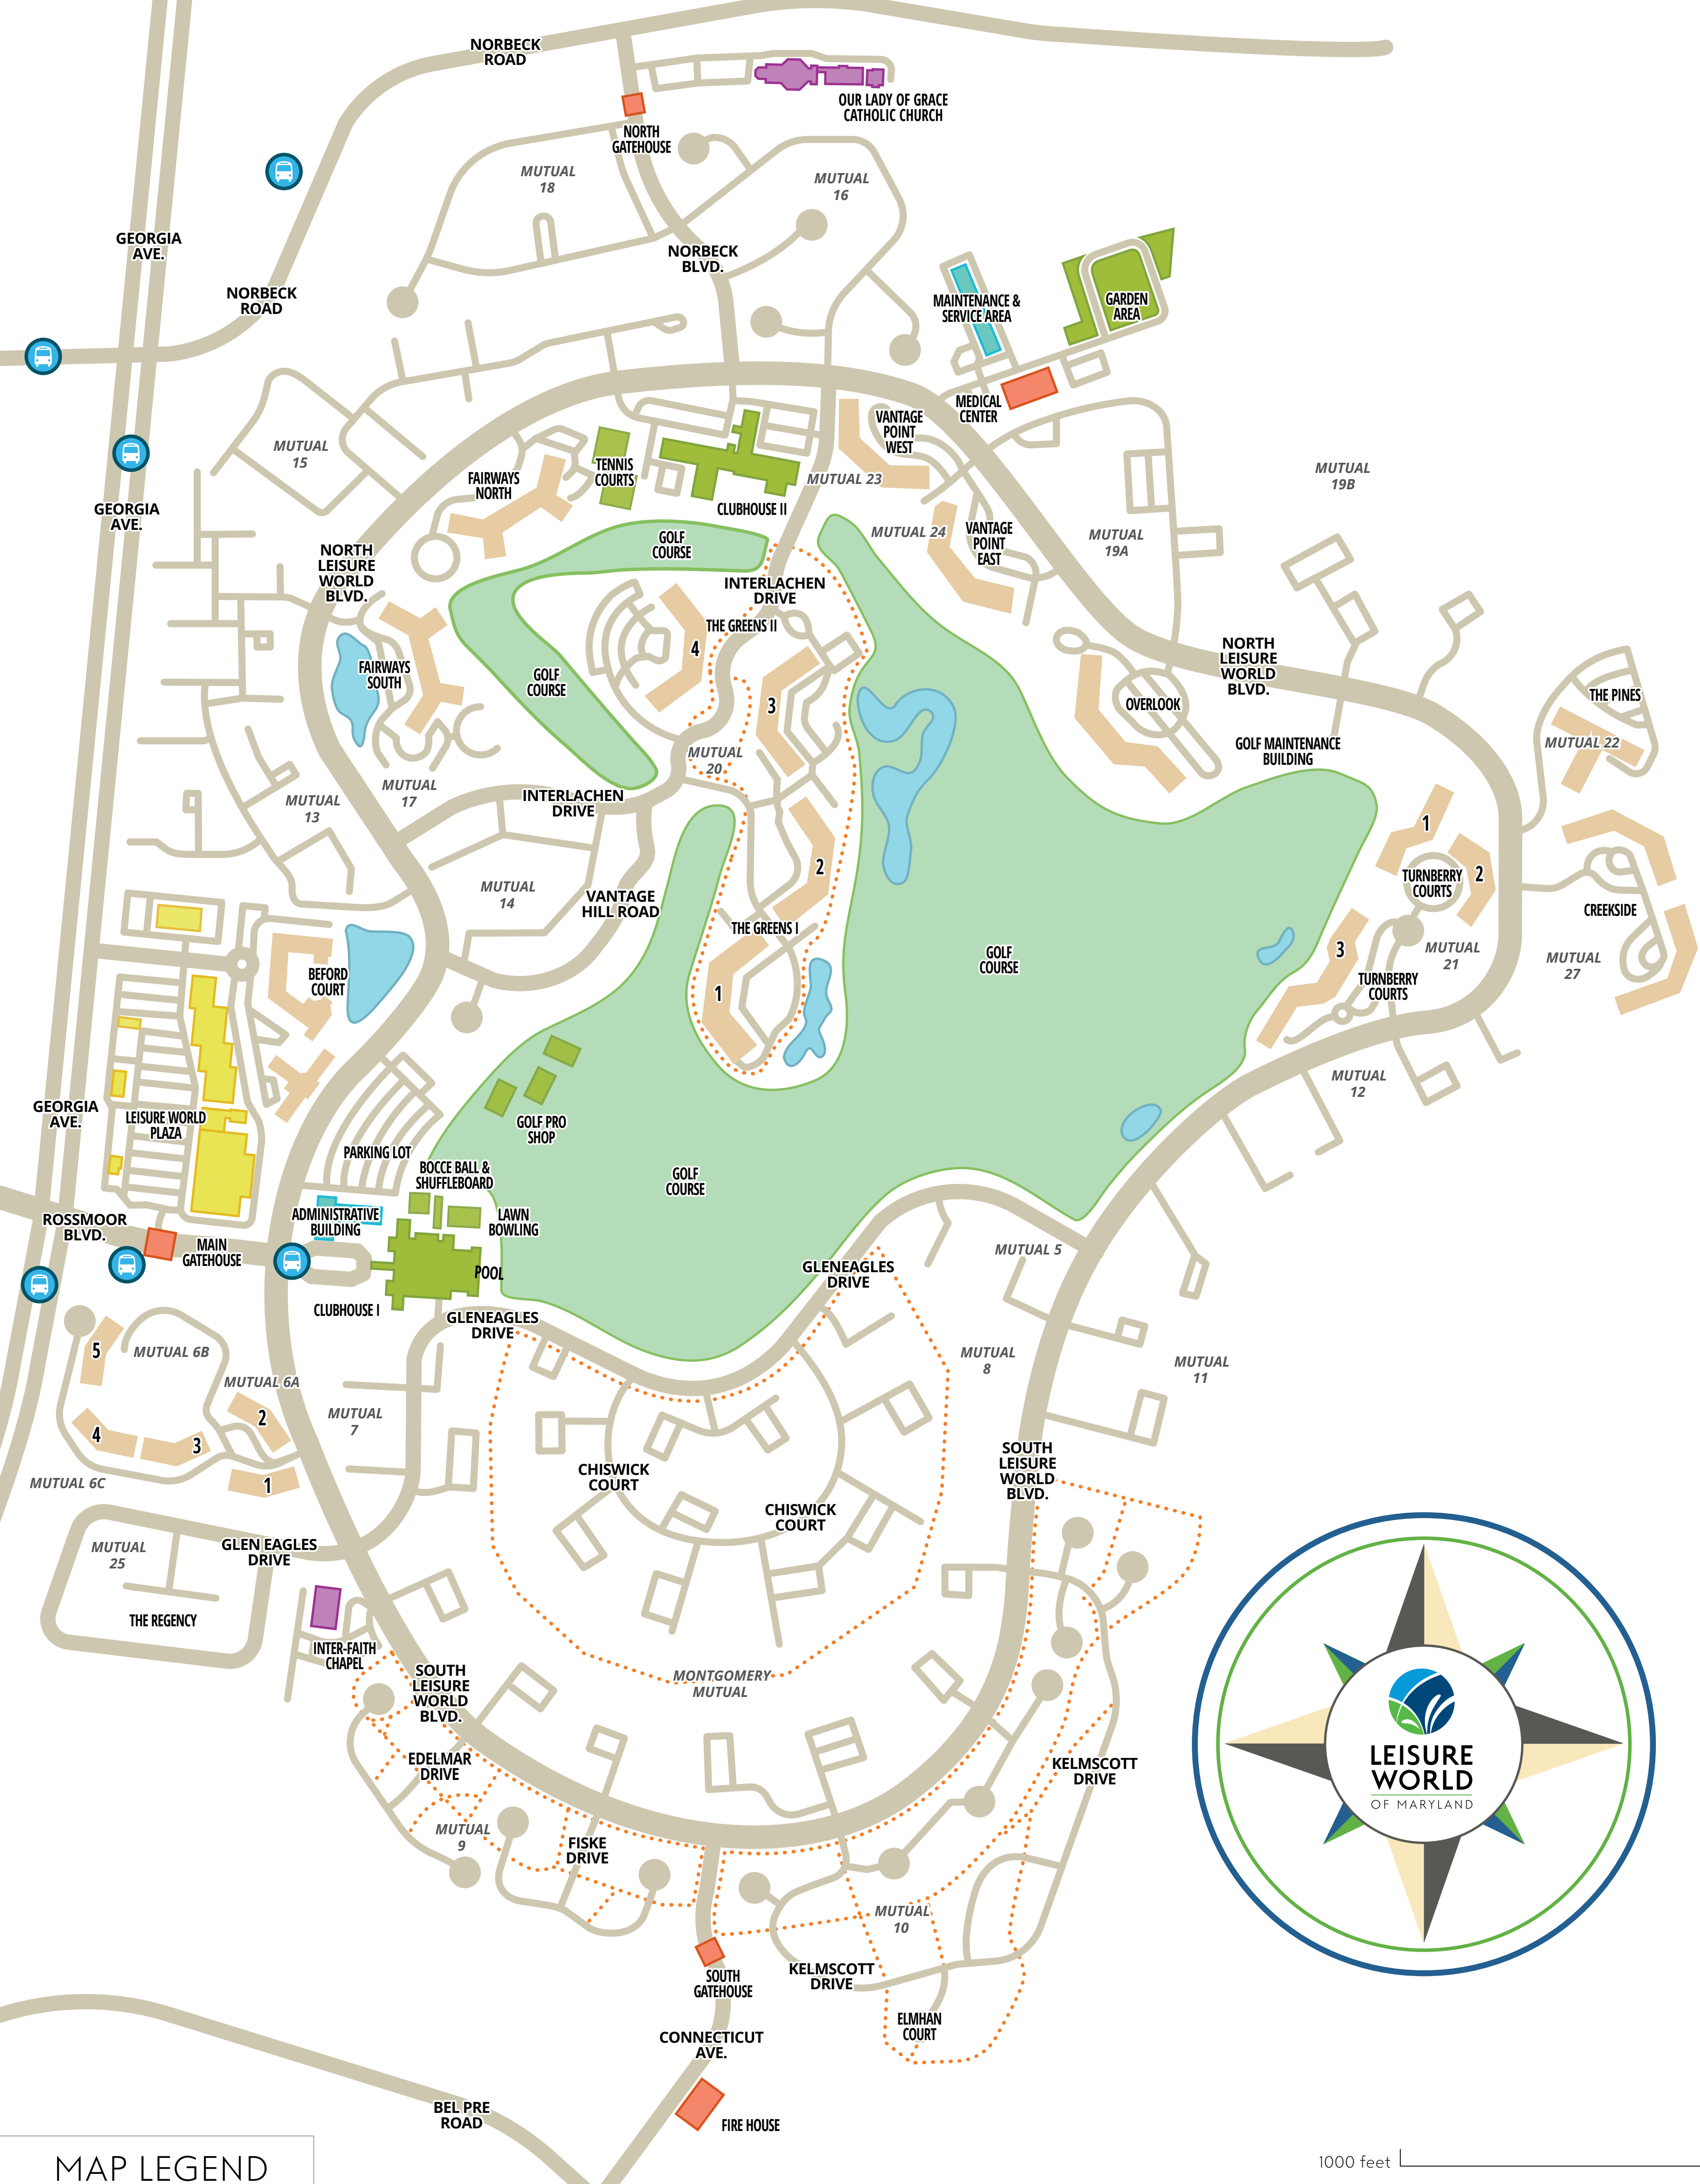 NORBECK
ROAD
OUR LADY OF GRACE
CATHOLIC CHURCH
NORTH
GATEHOUSE
MUTUAL
18
MUTUAL
16
GEORGIA
AVE.
NORBECK
BLVD.
NORBECK
ROAD
MAINTENANCE &
SERVICE AREA
GARDEN
AREA
MEDICAL
CENTER
VANTAGE
POINT
WEST
MUTUAL
15
TENNIS
COURTS
FAIRWAYS
NORTH
MUTUAL 23
MUTUAL
19B
CLUBHOUSE II
GEORGIA
AVE.
MUTUAL 24
VANTAGE
POINT
EAST
MUTUAL
19A
GOLF
COURSE
NORTH
LEISURE
WORLD
BLVD.
INTERLACHEN
DRIVE
THE GREENS II
4
FAIRWAYS
SOUTH
GOLF
COURSE
NORTH
LEISURE
WORLD
BLVD.
3
OVERLOOK
THE PINES
MUTUAL 22
GOLF MAINTENANCE
BUILDING
MUTUAL
20
MUTUAL
17
INTERLACHEN
DRIVE
MUTUAL
13
1
2
TURNBERRY
COURTS
2
MUTUAL
14
VANTAGE
HILL ROAD
CREEKSIDE
THE GREENS I
GOLF
COURSE
3
MUTUAL
21
MUTUAL
27
BEFORD
COURT
1
TURNBERRY
COURTS
MUTUAL
12
GEORGIA
AVE.
LEISURE WORLD
PLAZA
GOLF PRO
SHOP
PARKING LOT
BOCCE BALL &
SHUFFLEBOARD
GOLF
COURSE
ROSSMOOR
BLVD.
ADMINISTRATIVE
BUILDING
LAWN
BOWLING
MAIN
GATEHOUSE
MUTUAL 5
POOL
GLENEAGLES
DRIVE
CLUBHOUSE I
GLENEAGLES
DRIVE
5
MUTUAL 6B
MUTUAL
8
MUTUAL
11
MUTUAL 6A
2
MUTUAL
7
4
3
SOUTH
LEISURE
WORLD
BLVD.
CHISWICK
COURT
MUTUAL 6C
1
CHISWICK
COURT
MUTUAL
25
GLEN EAGLES
DRIVE
THE REGENCY
INTER-FAITH
CHAPEL
SOUTH
LEISURE
WORLD
BLVD.
MONTGOMERY
MUTUAL
LEISURE
WORLD
OF MARYLAND
EDELMAR
DRIVE
KELMSCOTT
DRIVE
MUTUAL
9
FISKE
DRIVE
MUTUAL
10
SOUTH
GATEHOUSE
KELMSCOTT
DRIVE
ELMHAN
COURT
CONNECTICUT
AVE.
BEL PRE
ROAD
FIRE HOUSE
MAP LEGEND
1000 feet